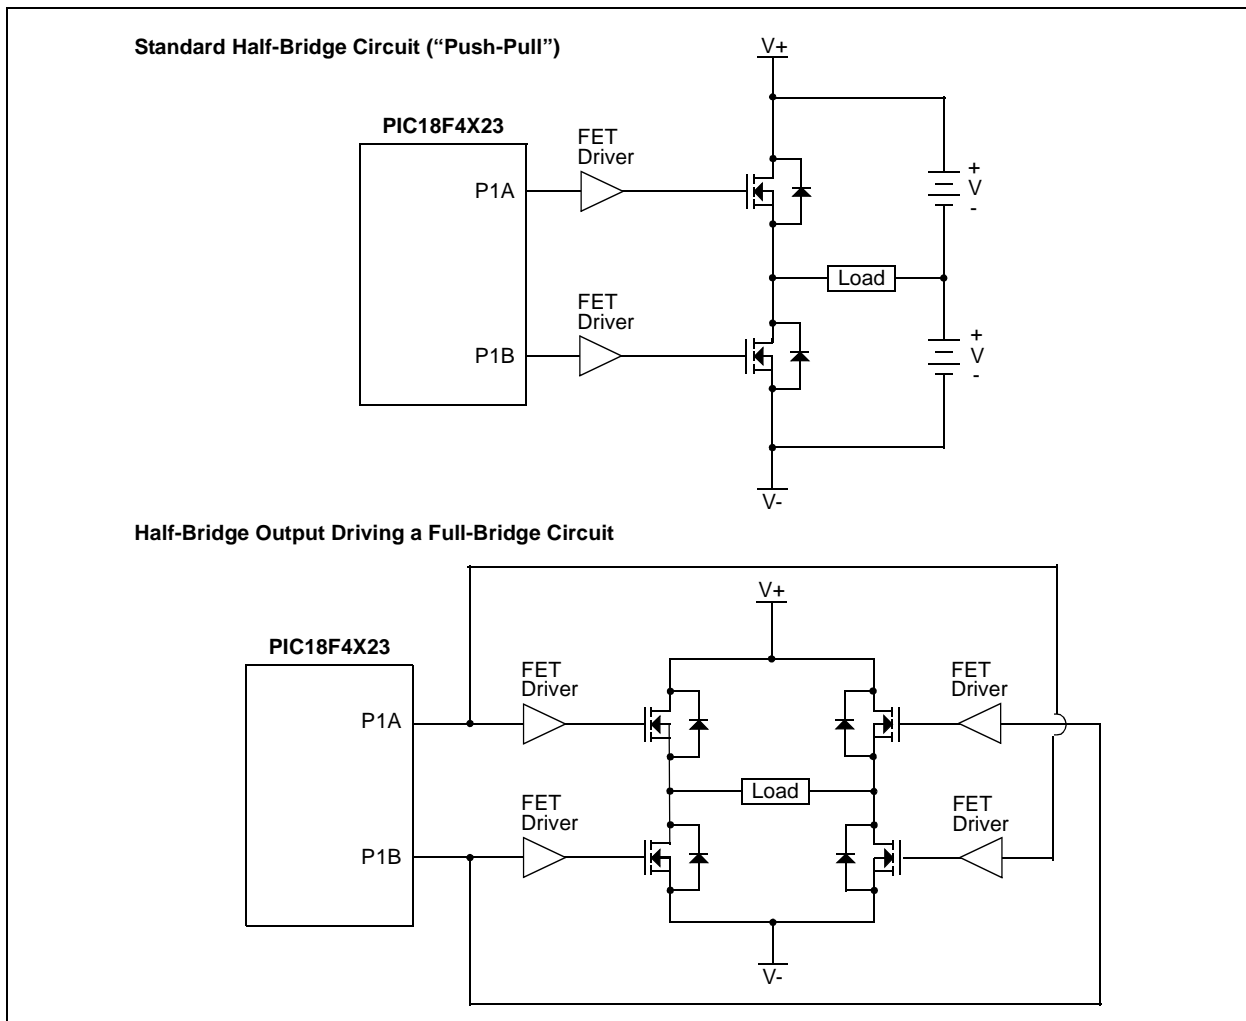 Standard Half-Bridge Circuit (“Push-Pull”)
V+
PIC18F4X23
FET
Driver
P1A
+
V
-
Load
FET
Driver
P1B
+
V
-
V-
Half-Bridge Output Driving a Full-Bridge Circuit
V+
PIC18F4X23
FET
Driver
FET
Driver
P1A
Load
FET
Driver
FET
Driver
P1B
V-